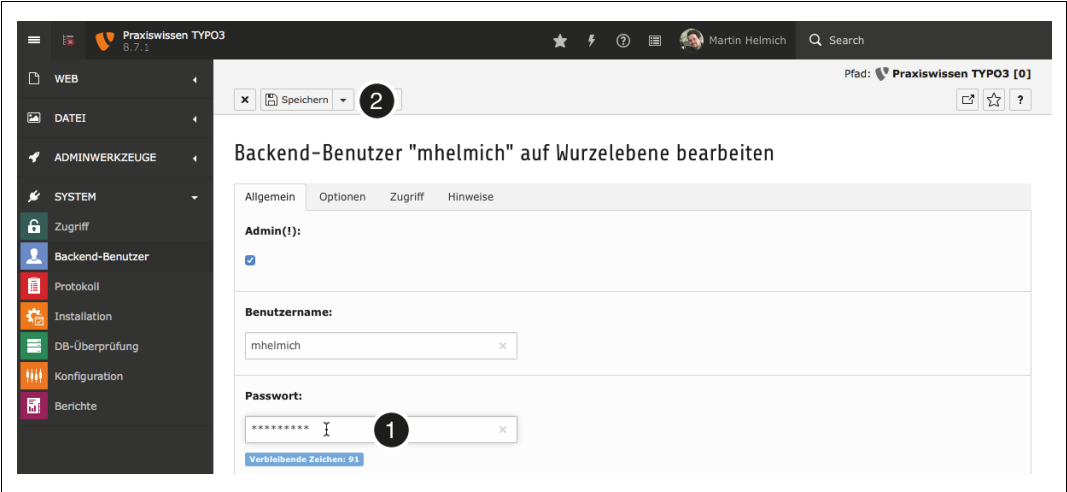 Praxiswissen TYPO3
8.7.1
Martin Helmich
Search
WEB
DATEI
ADMINWERKZEUGE
SYSTEM
Zugriff
Backend-Benutzer
Protokoll
Installation
DB-Überprüfung
Konfiguration
Berichte
Pfad: Praxiswissen TYPO3 [0]
Speichern
2
?
Backend-Benutzer "mhelmich" auf Wurzelebene bearbeiten
Allgemein Optionen Zugriff Hinweise
Admin(!):
Benutzername:
mhelmich
Passwort:
*********
1
Verbleibende Zeichen: 91